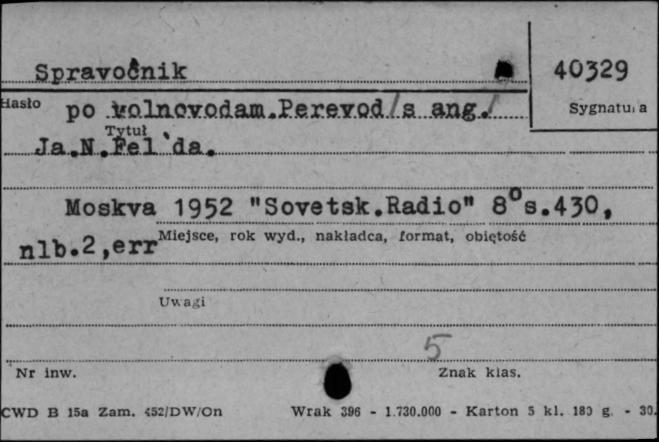 Spravočnik
40329
Hasło
po volnovodam.Perevod/s ang./
Sygnatura
Tytuł
Ja.N.Fel'da.
Moskva 1952 "Sovetsk.Radio" 8° s.430,
nlb.2,err
Miejsce, rok wyd., nakładca, format, objętość
Uwagi
5
Nr inw.
Znak klas.
CWD B 15a Zam. 452/DW/On
Wrak 396 - 1.730.000 - Karton 5 kl. 180 g. - 30.